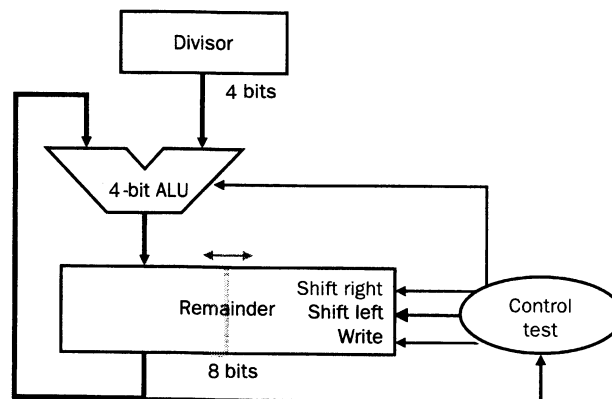 Divisor
4 bits
4-bit ALU
Remainder
Shift right
Shift left
Write
8 bits
Control
test